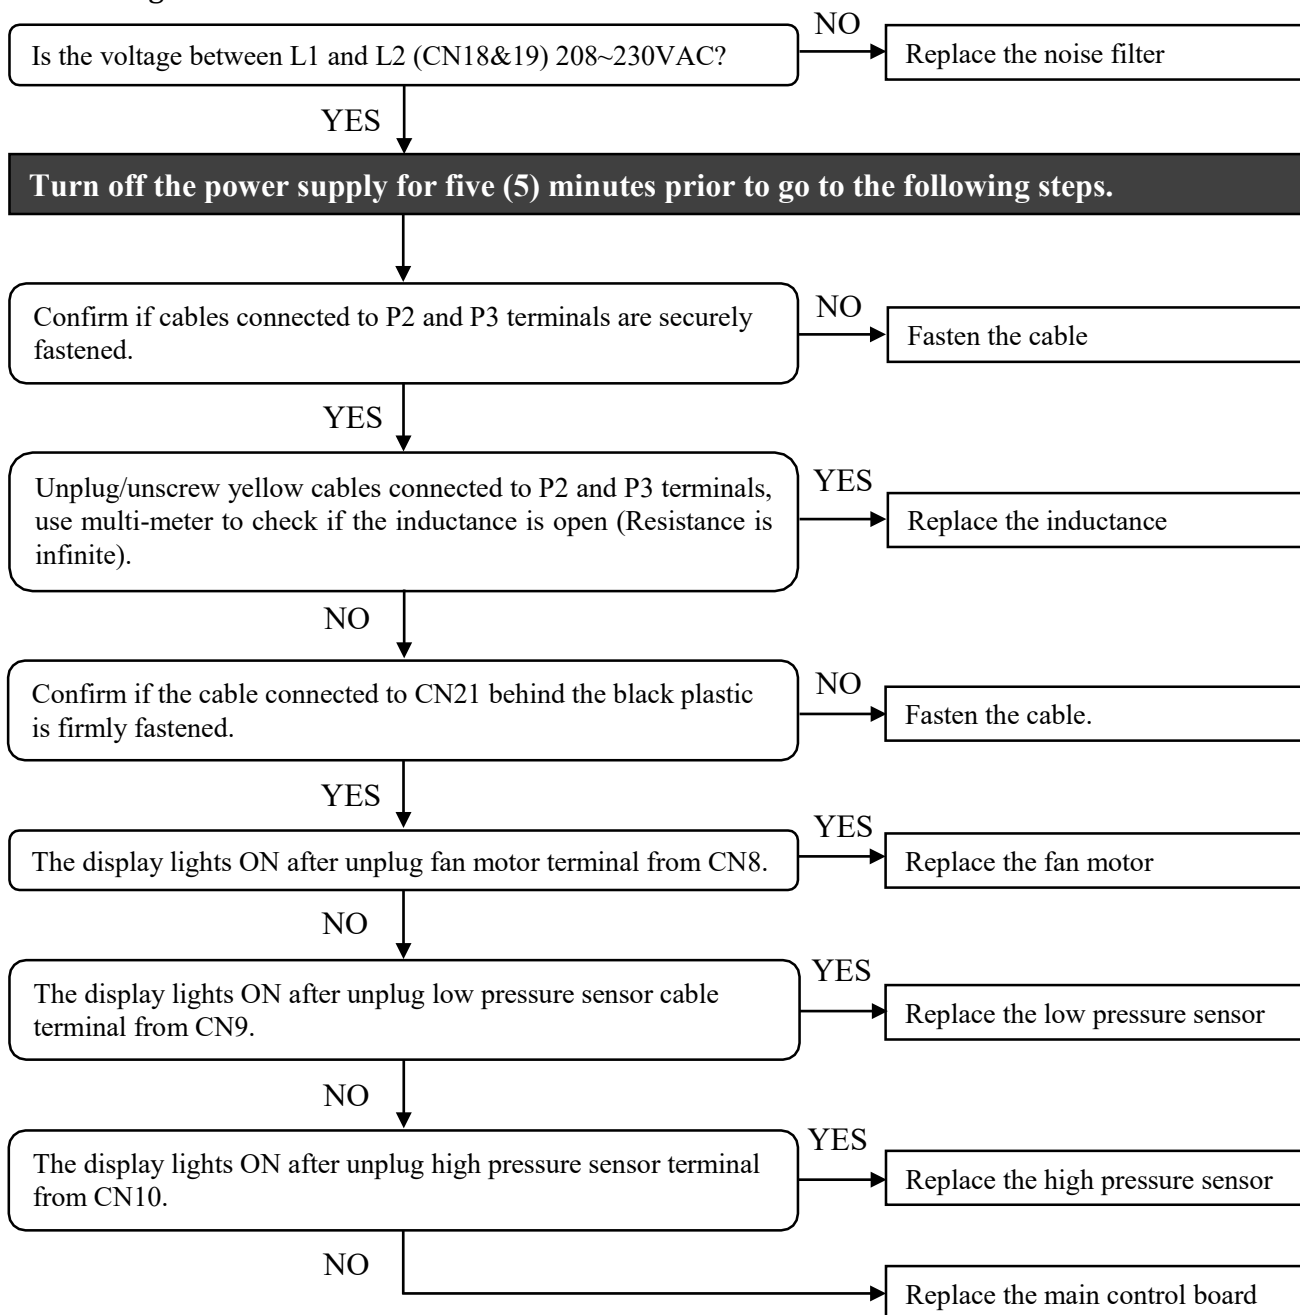 NO
Is the voltage between L1 and L2 (CN18&19) 208~230VAC?
Replace the noise filter
YES
Turn off the power supply for five (5) minutes prior to go to the following steps.
NO
Confirm if cables connected to P2 and P3 terminals are securely
fastened.
Fasten the cable
YES
YES
Unplug/unscrew yellow cables connected to P2 and P3 terminals,
use multi-meter to check if the inductance is open (Resistance is
infinite).
Replace the inductance
NO
NO
Confirm if the cable connected to CN21 behind the black plastic
is firmly fastened.
Fasten the cable.
YES
YES
The display lights ON after unplug fan motor terminal from CN8.
Replace the fan motor
NO
YES
The display lights ON after unplug low pressure sensor cable
terminal from CN9.
Replace the low pressure sensor
NO
YES
The display lights ON after unplug high pressure sensor terminal
from CN10.
Replace the high pressure sensor
NO
Replace the main control board